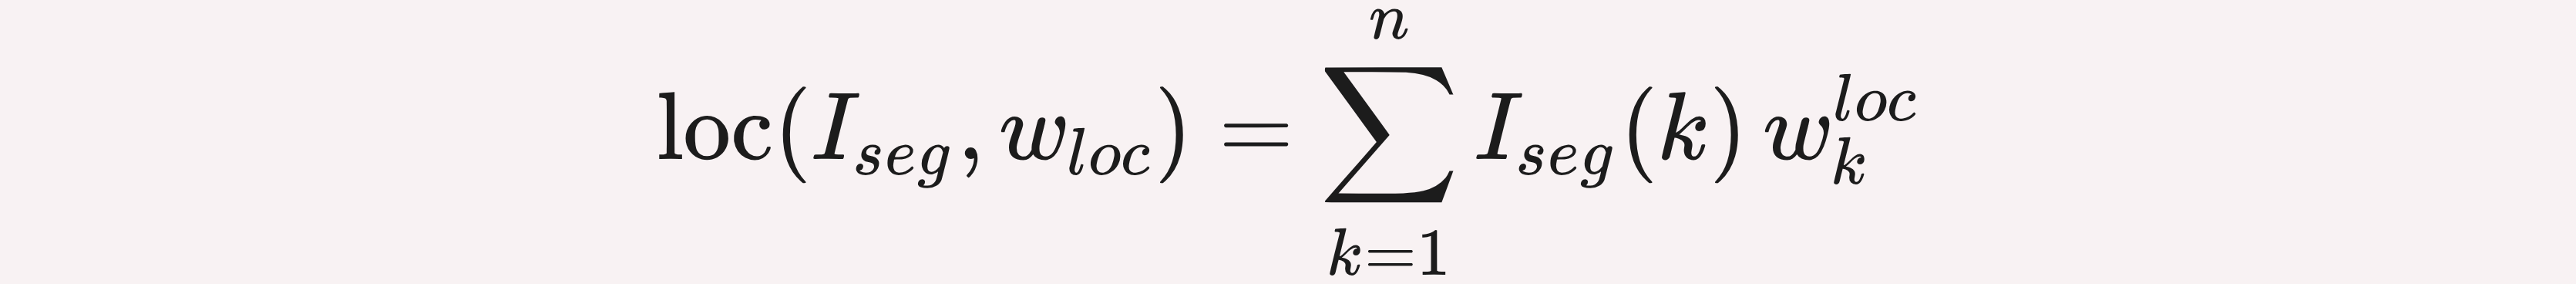 loc(I_{seg}, w_{loc}) = \sum_{k=1}^{n} I_{seg}(k) w_k^{loc}